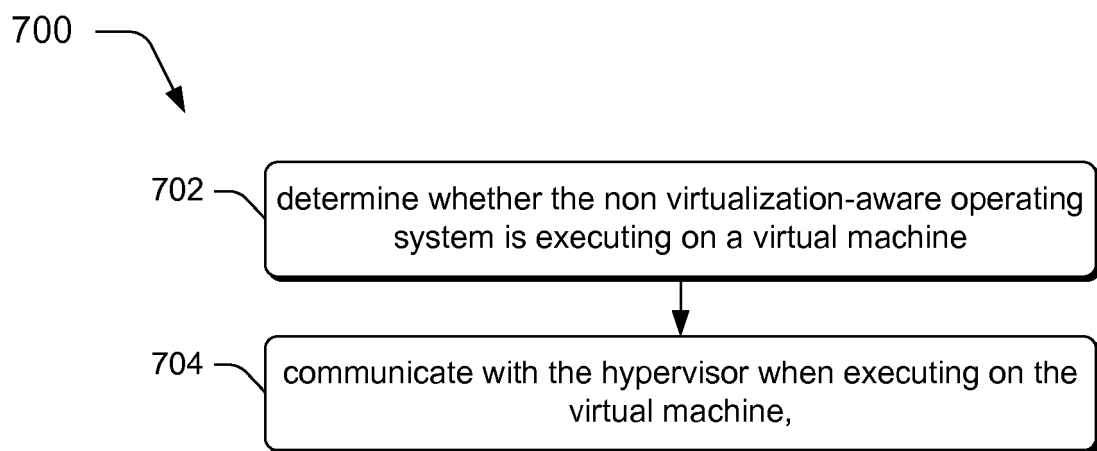 700
702
determine whether the non virtualization-aware operating
system is executing on a virtual machine
704
communicate with the hypervisor when executing on the
virtual machine,